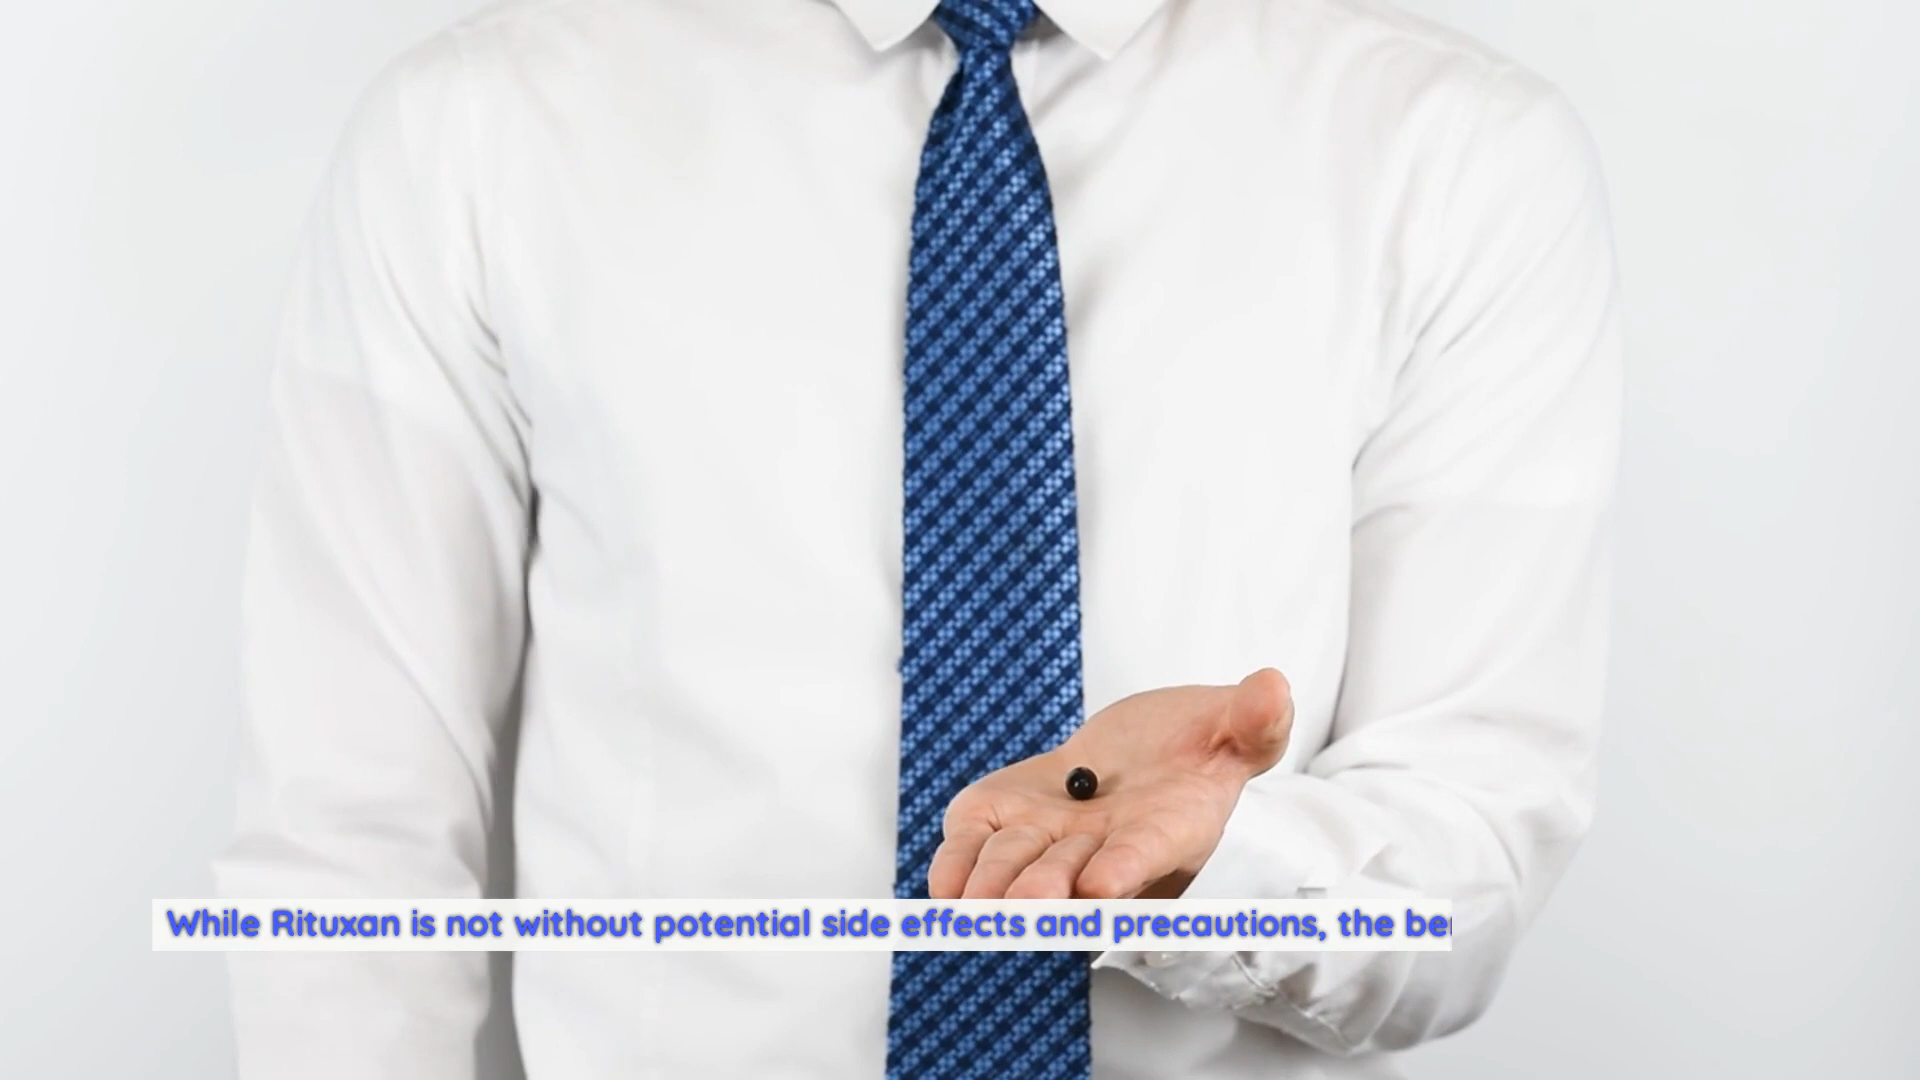 While Rituxan is not without potential side effects and precautions, the